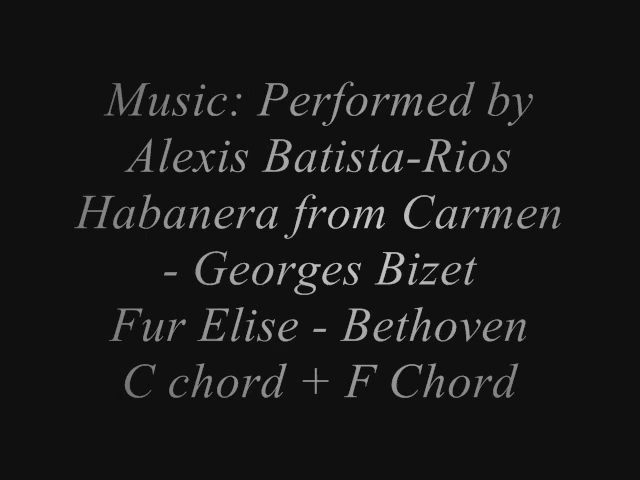 Music: Performed by
Alexis Batista-Rios
Habanera from Carmen
- Georges Bizet
Fur Elise - Bethoven
C chord + F Chord